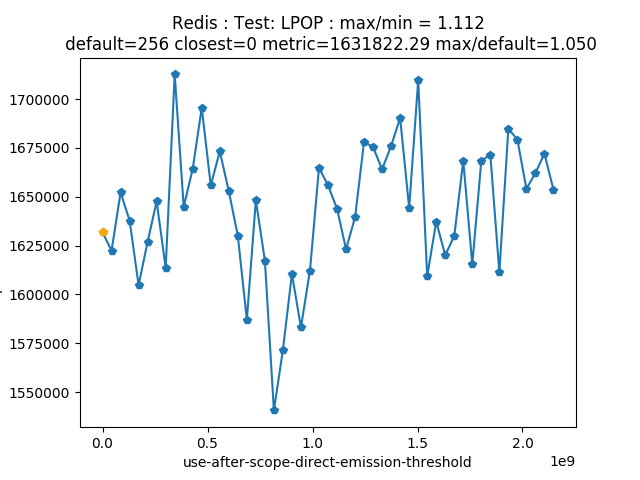 Redis : Test: LPOP : max/min = 1.112
default=256 closest=0 metric=1631822.29 max/default=1.050
1700000
1675000
1650000
1625000
1600000
1575000
1550000
0.0 0.5 1.0 1.5 2.0
use-after-scope-direct-emission-threshold 1e9